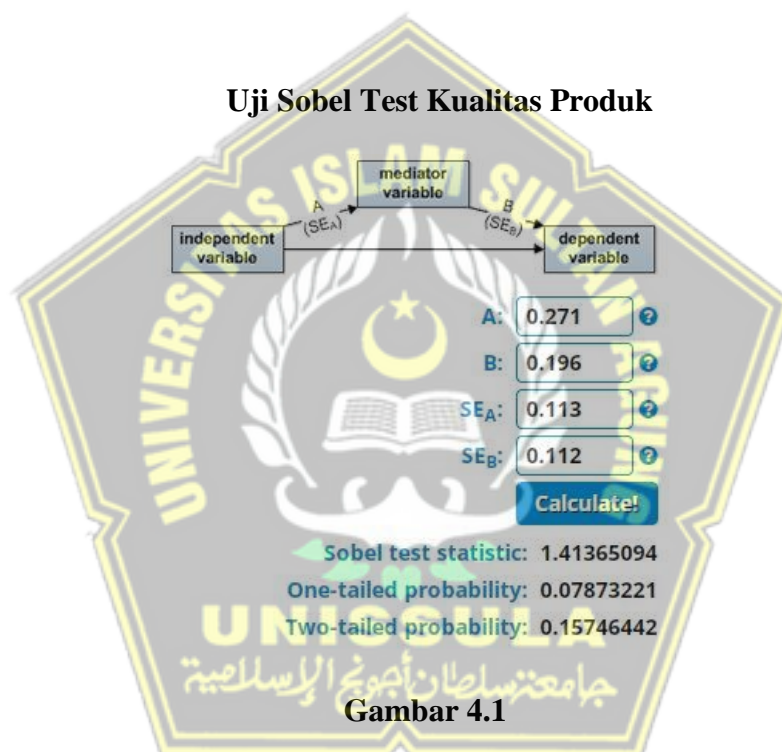 Uji Sobel Test Kualitas Produk
UNIVERSITAS ISLAM SULTAN AGUNG
mediator
variable
A
(SEA)
B
(SEB)
independent
variable
dependent
variable
A: 0.271 ?
B: 0.196 ?
SEA: 0.113 ?
SEB: 0.112 ?
Calculate!
Sobel test statistic: 1.41365094
One-tailed probability: 0.07873221
Two-tailed probability: 0.15746442
UNISSULA
جامعة سلطان أجونج الإسلامية
Gambar 4.1